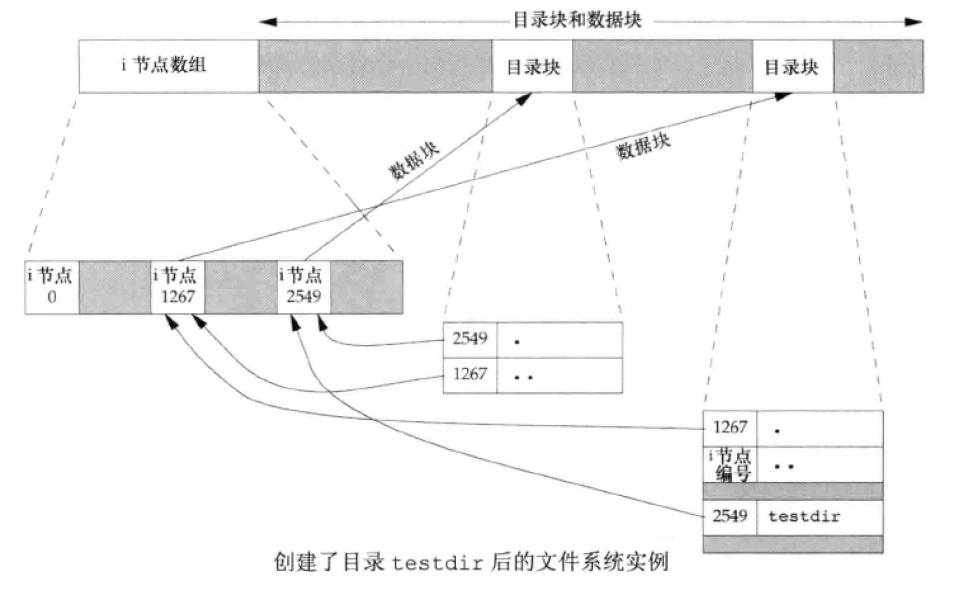 目录块和数据块
i 节点数组
目录块
目录块
数据块
数据块
i 节点
0
i 节点
1267
i 节点
2549
2549 .
1267 ..
1267 .
i 节点
编号 ..
2549 testdir
创建了目录 testdir 后的文件系统实例